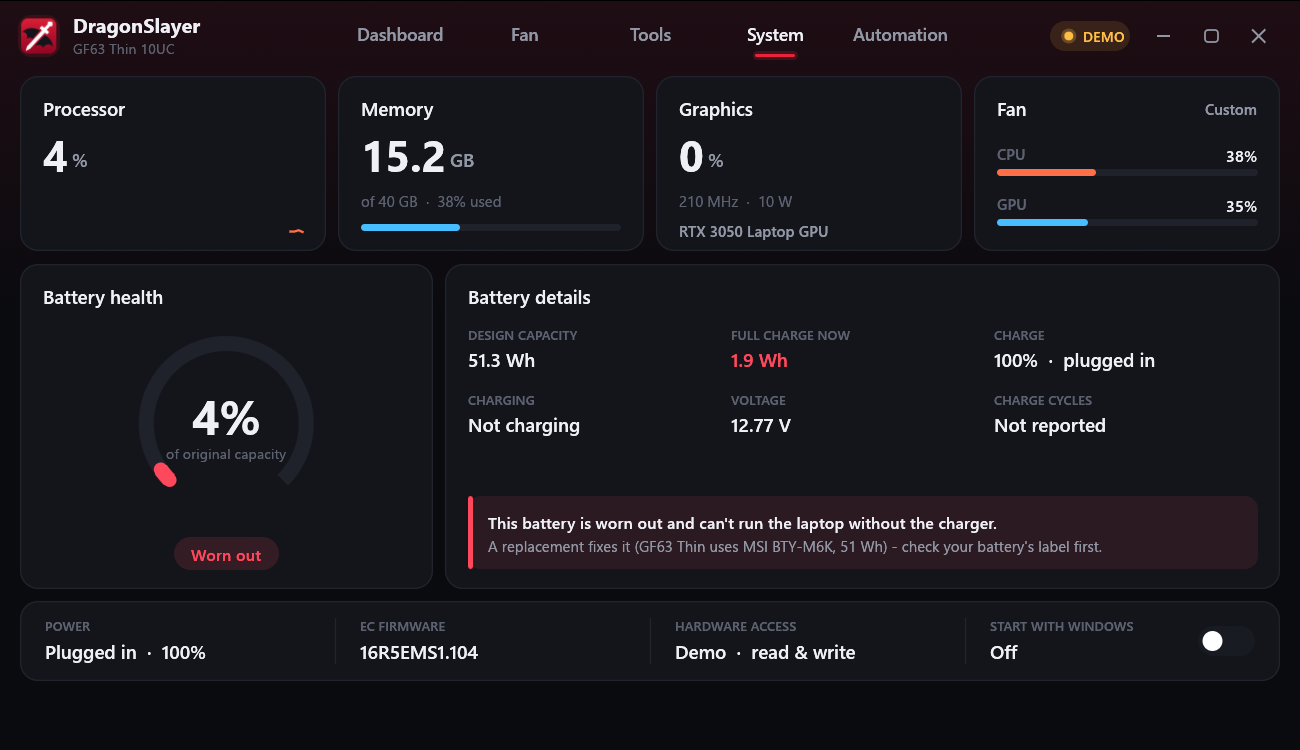 DragonSlayer
GF63 Thin 10UC
Dashboard
Fan
Tools
System
Automation
DEMO
Processor
4 %
Memory
15.2 GB
of 40 GB · 38% used
Graphics
0 %
210 MHz · 10 W
RTX 3050 Laptop GPU
Fan
Custom
CPU
38%
GPU
35%
Battery health
4%
of original capacity
Worn out
Battery details
DESIGN CAPACITY
51.3 Wh
FULL CHARGE NOW
1.9 Wh
CHARGE
100% · plugged in
CHARGING
Not charging
VOLTAGE
12.77 V
CHARGE CYCLES
Not reported
This battery is worn out and can't run the laptop without the charger.
A replacement fixes it (GF63 Thin uses MSI BTY-M6K, 51 Wh) - check your battery's label first.
POWER
Plugged in · 100%
EC FIRMWARE
16R5EMS1.104
HARDWARE ACCESS
Demo · read & write
START WITH WINDOWS
Off